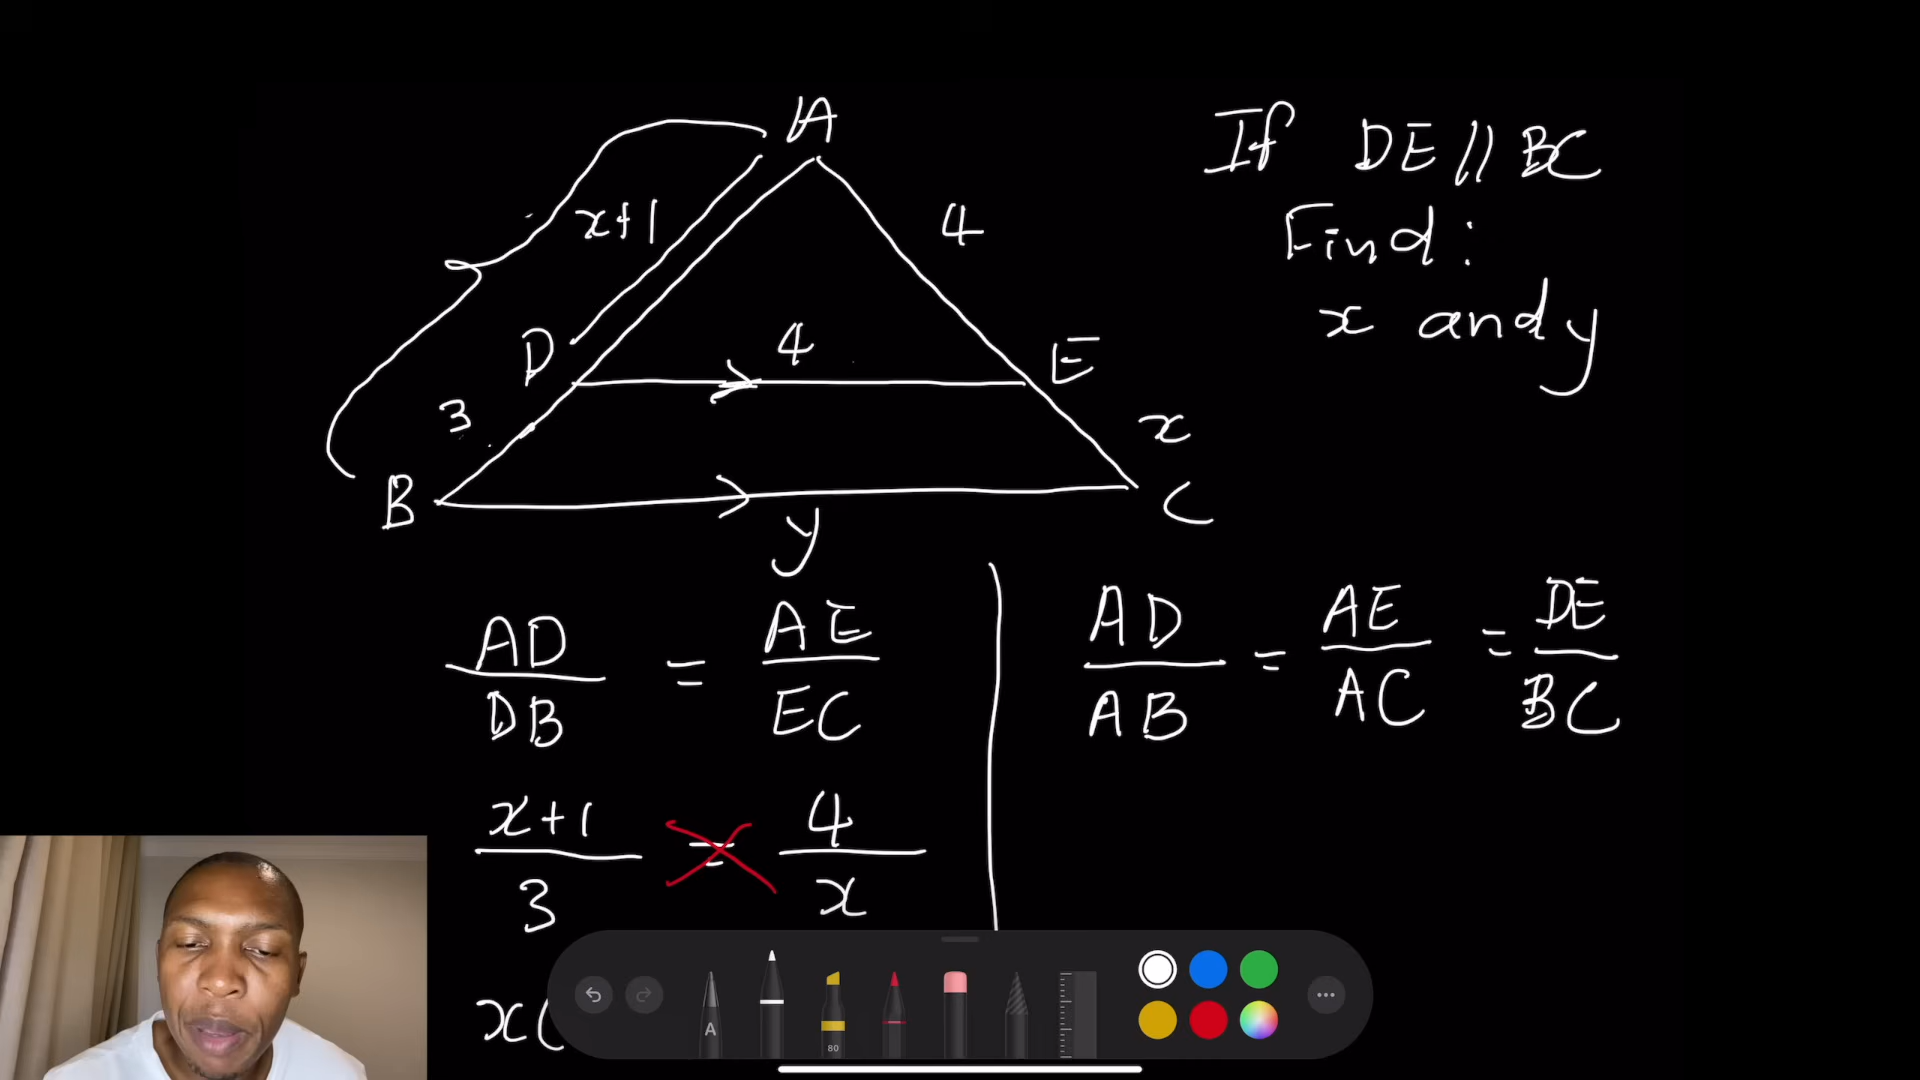 A
If DE // BC
x+1
4
Find:
D
4
E
x and y
3
x
B
C
y
AD/DB = AE/EC
AD/AB = AE/AC = DE/BC
x+1/3 = 4/x
x(
A
80